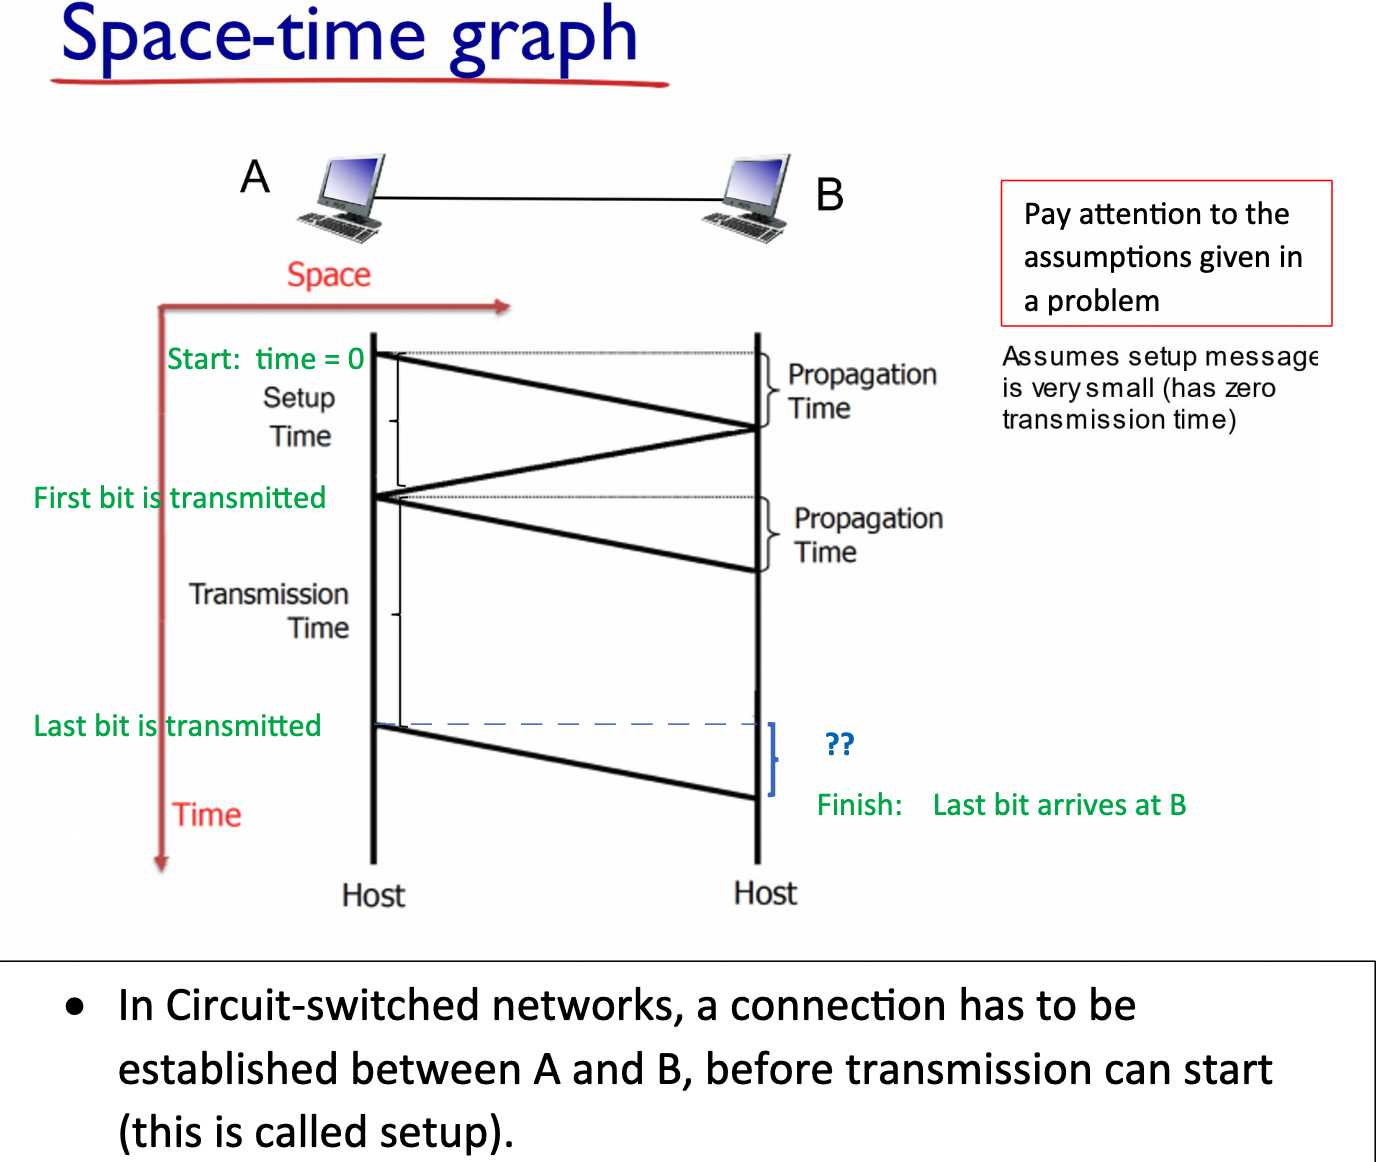 Space-time graph
A
B
Space
Pay attention to the
assumptions given in
a problem
Assumes setup message
is very small (has zero
transmission time)
Start:  time = 0
Setup
Time
Propagation
Time
First bit is transmitted
Propagation
Time
Transmission
Time
Last bit is transmitted
??
Finish:    Last bit arrives at B
Time
Host
Host
• In Circuit-switched networks, a connection has to be
established between A and B, before transmission can start
(this is called setup).